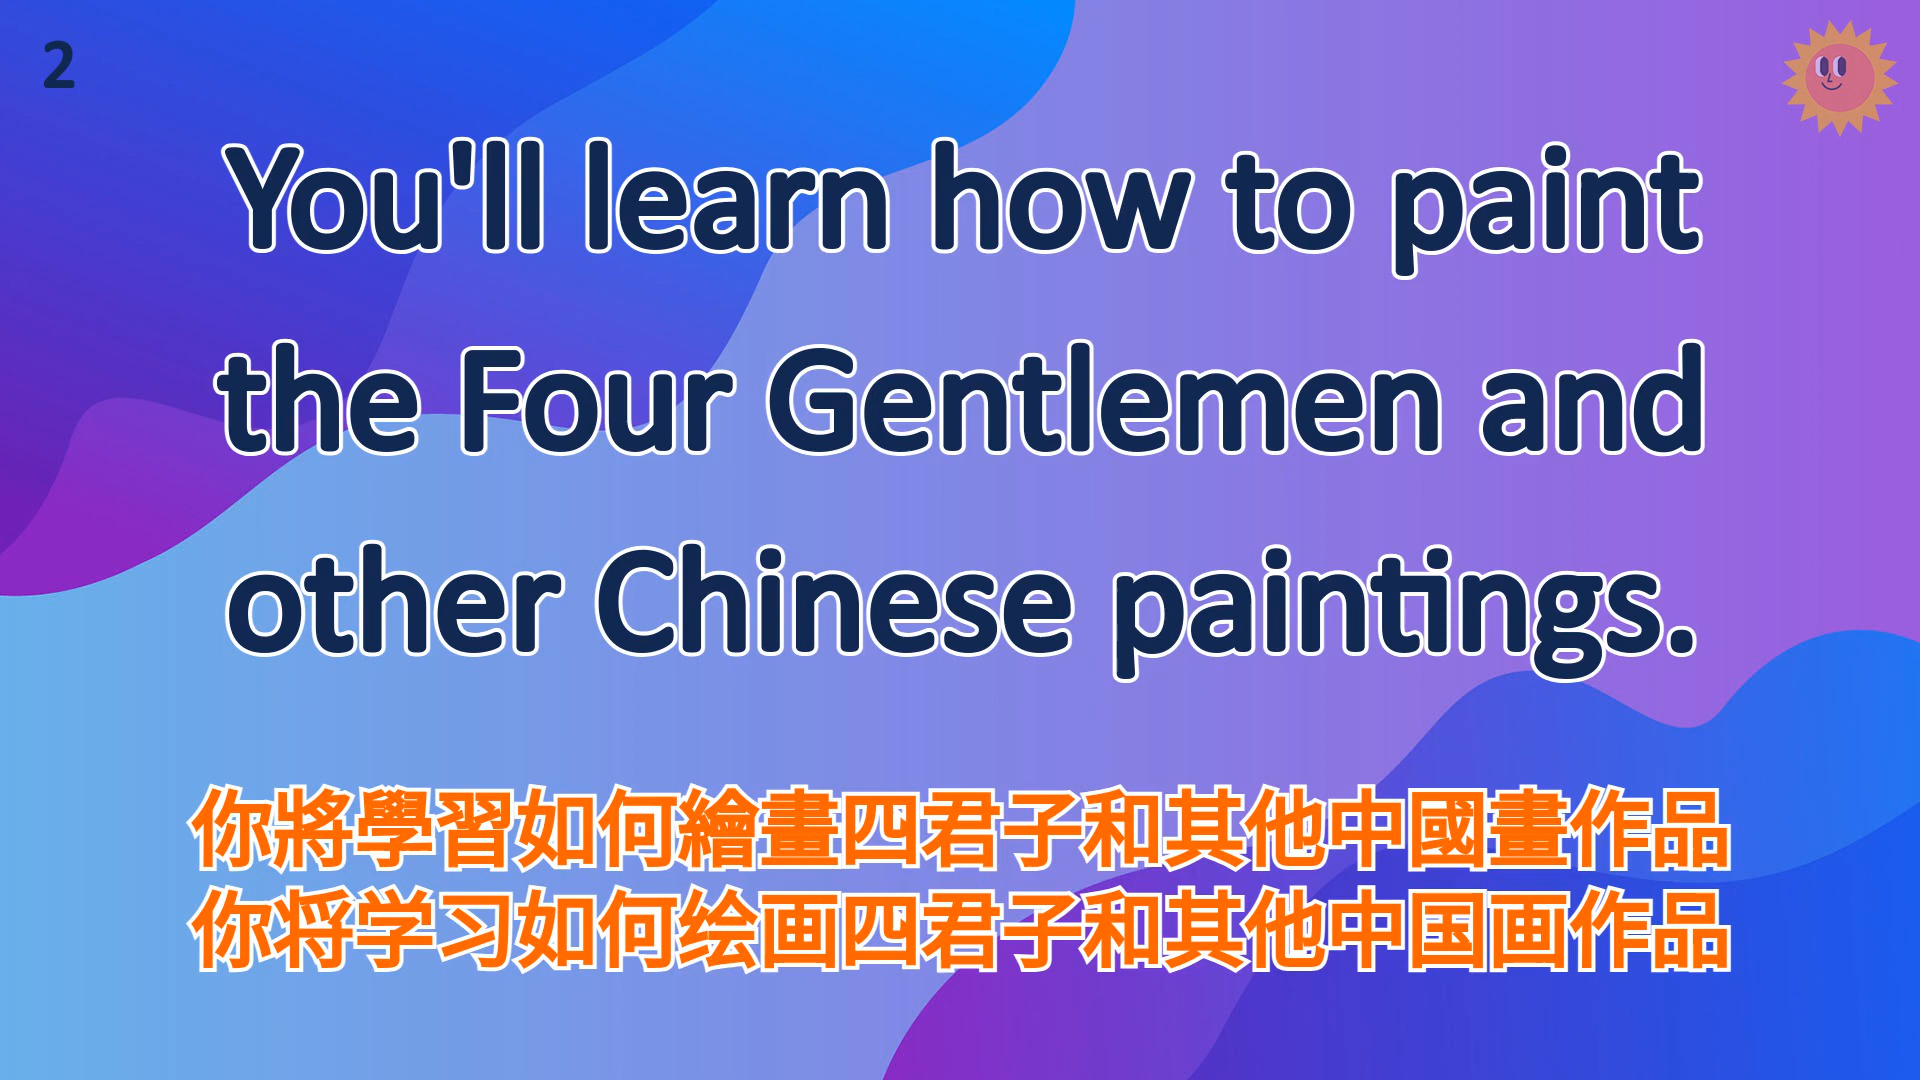 2
You'll learn how to paint
the Four Gentlemen and
other Chinese paintings.
你將學習如何繪畫四君子和其他中國畫作品
你将学习如何绘画四君子和其他中国画作品